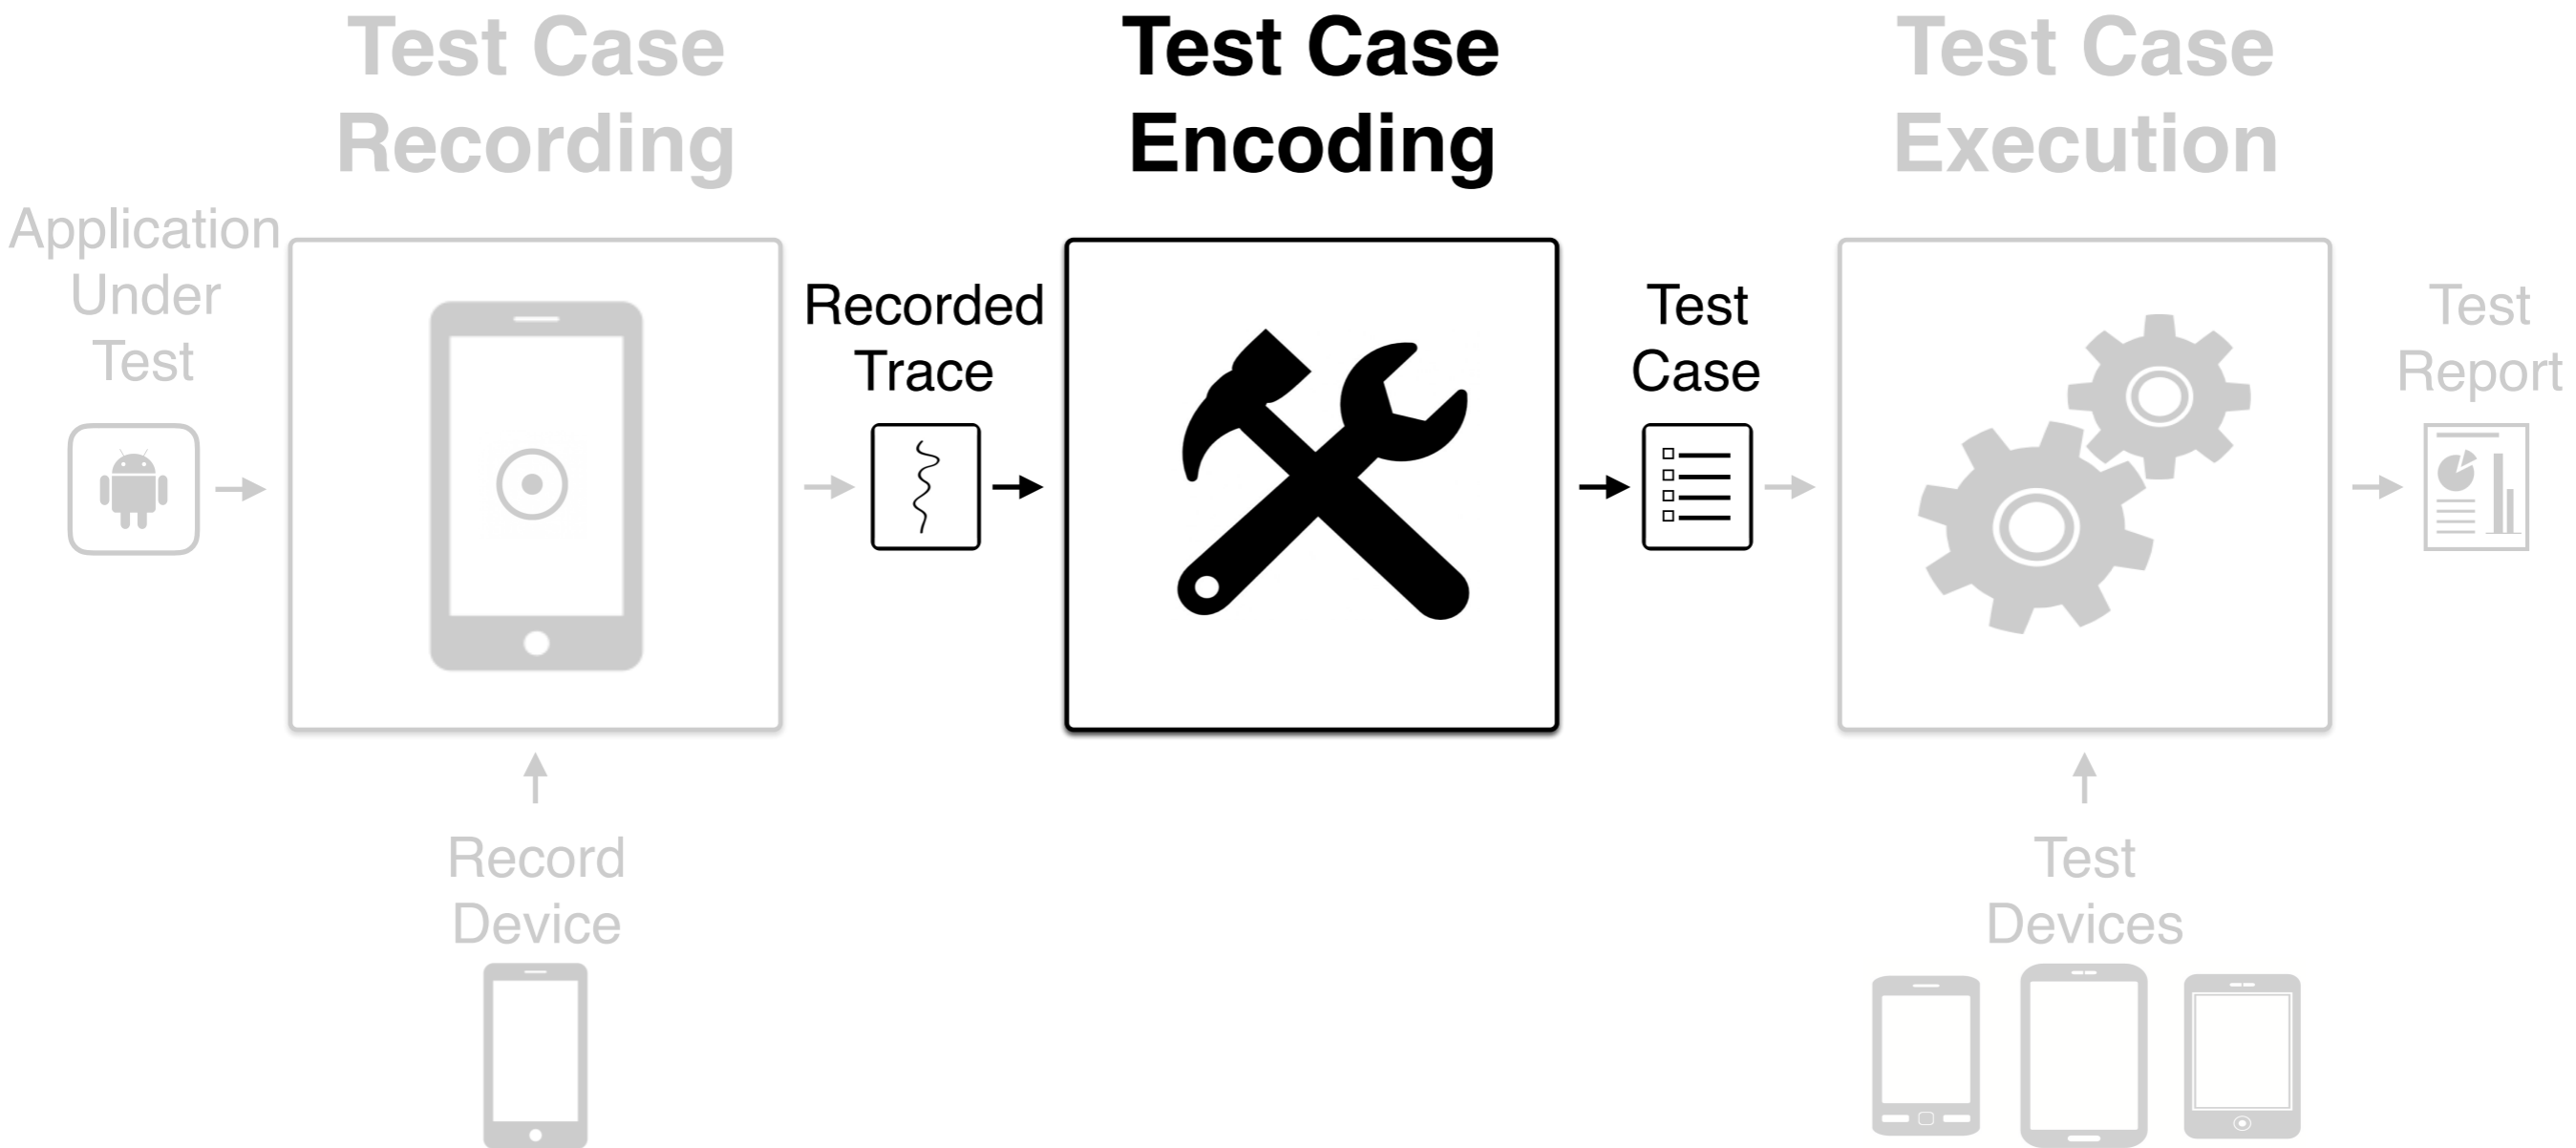 Test Case
Recording
Test Case
Encoding
Test Case
Execution
Application
Under
Test
Recorded
Trace
Test
Case
Test
Report
Record
Device
Test
Devices